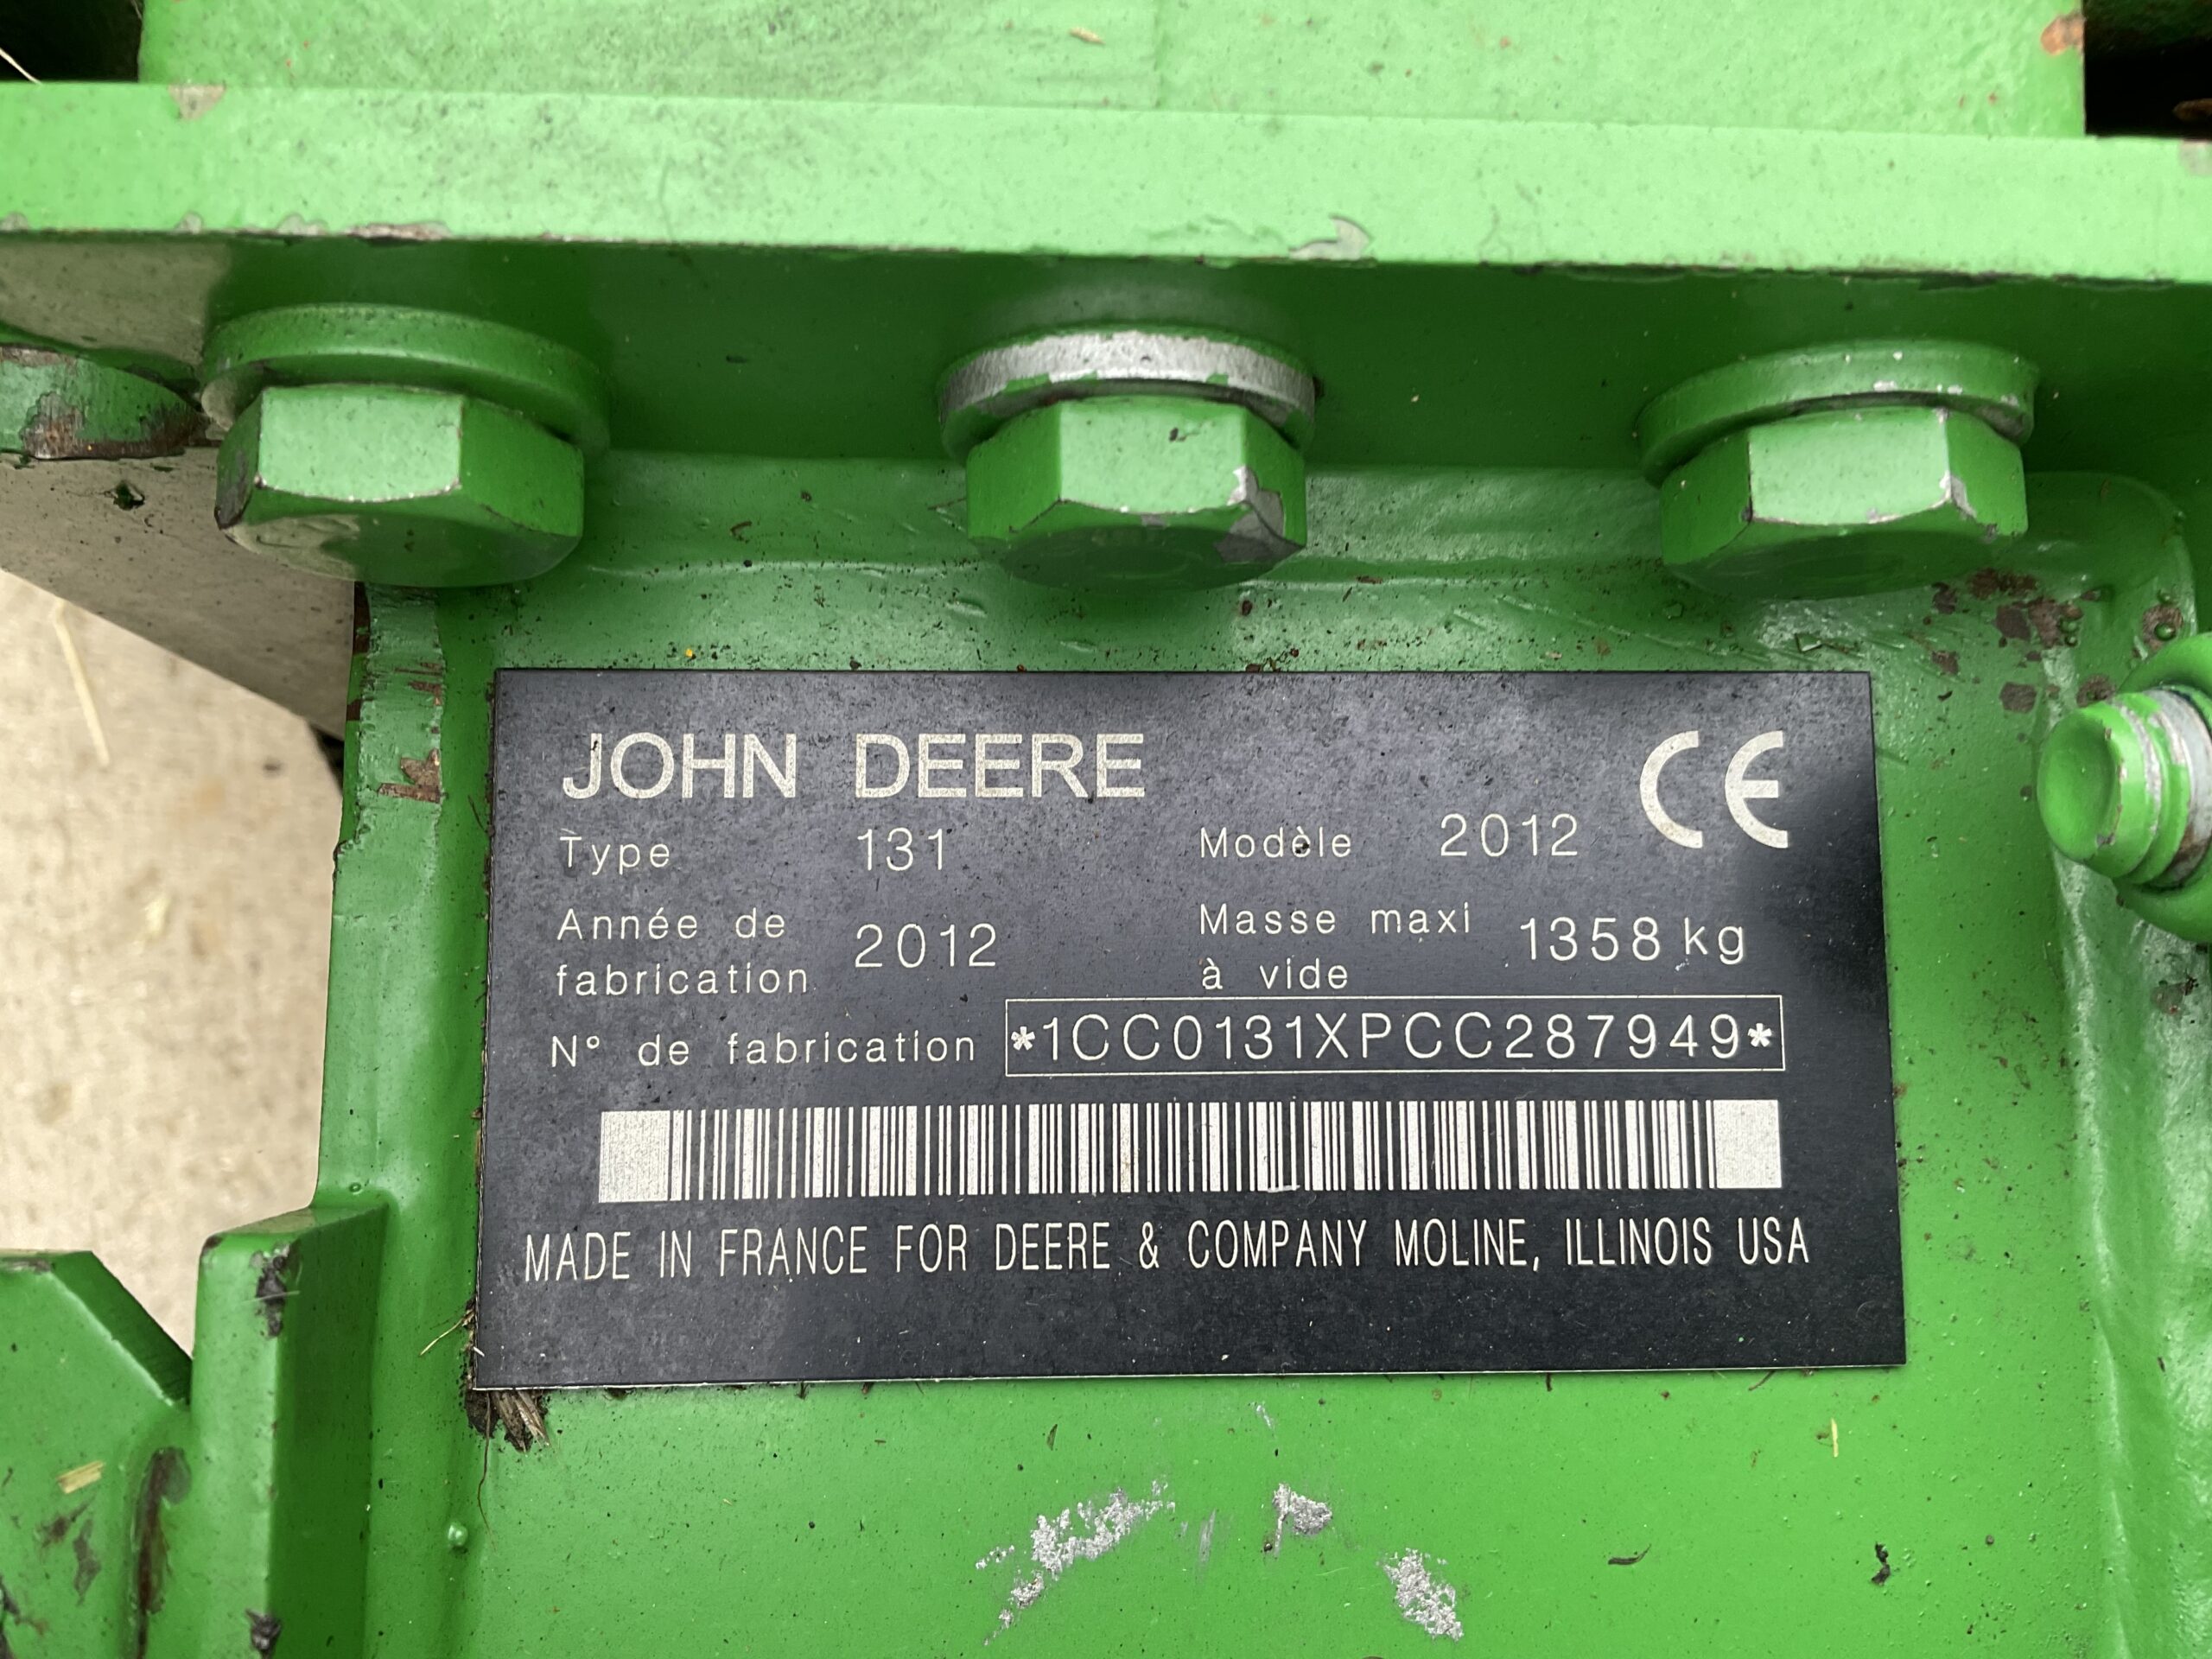 JOHN DEERE CE
Type 131 Modèle 2012
Année de fabrication 2012 Masse maxi à vide 1358 kg
N° de fabrication *1CC0131XPCC287949*
MADE IN FRANCE FOR DEERE & COMPANY MOLINE, ILLINOIS USA